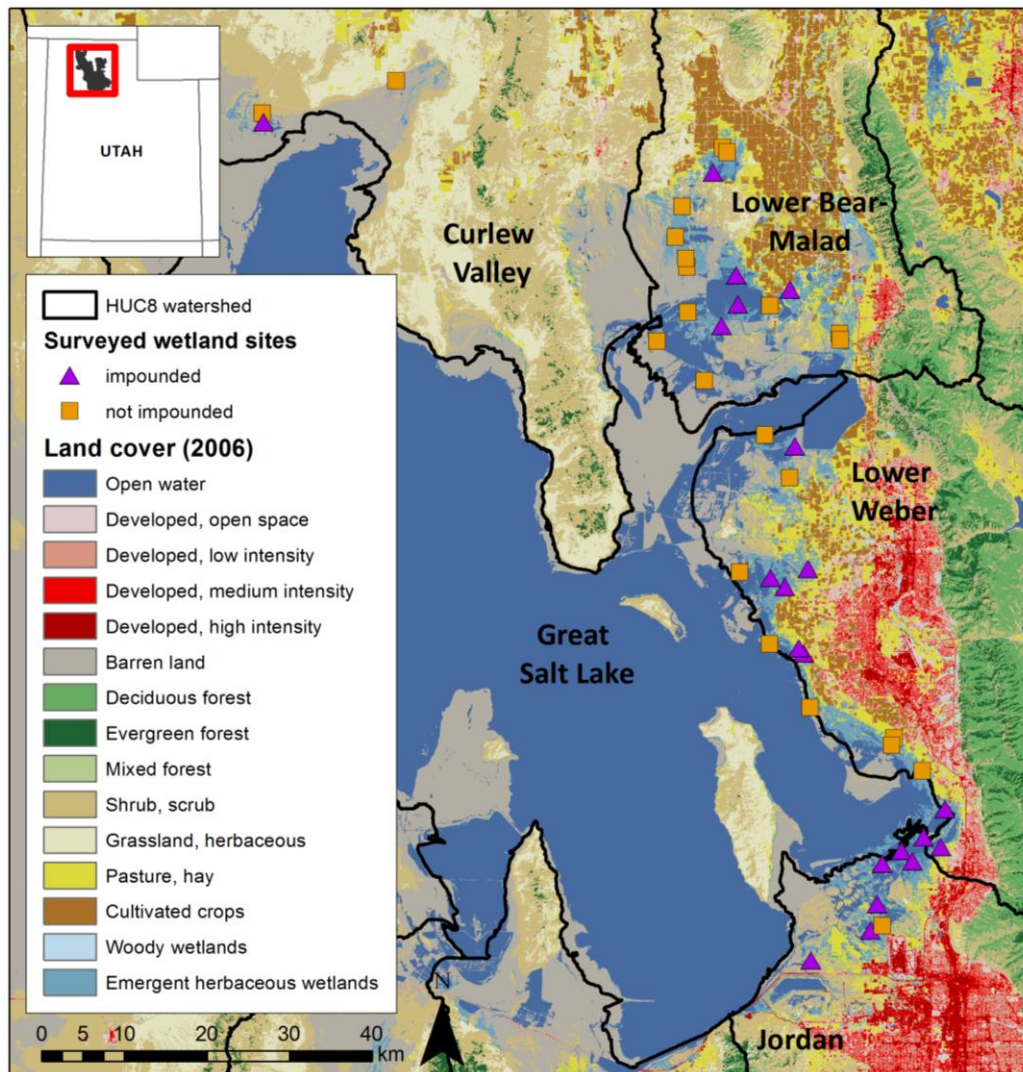 UTAH
Curlew
Valley
Lower Bear-
Malad
HUC8 watershed
Surveyed wetland sites
impounded
not impounded
Land cover (2006)
Open water
Developed, open space
Developed, low intensity
Developed, medium intensity
Developed, high intensity
Barren land
Deciduous forest
Evergreen forest
Mixed forest
Shrub, scrub
Grassland, herbaceous
Pasture, hay
Cultivated crops
Woody wetlands
Emergent herbaceous wetlands
0 5 10 20 30 40
km
N
Lower
Weber
Great
Salt Lake
Jordan